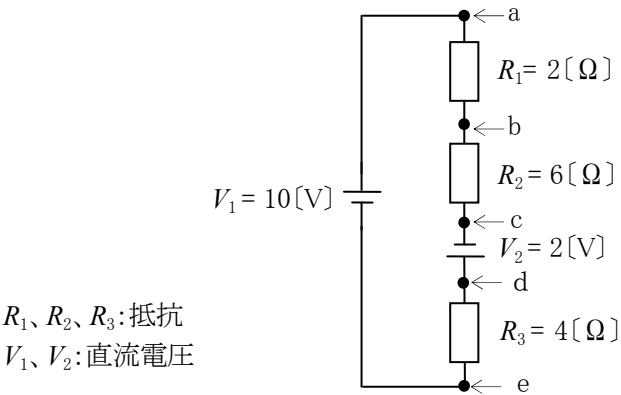 a
R₁= 2〔Ω〕
b
R₂= 6〔Ω〕
V₁= 10〔V〕
c
V₂= 2〔V〕
d
R₁、R₂、R₃:抵抗
R₃= 4〔Ω〕
V₁、V₂:直流電圧
e